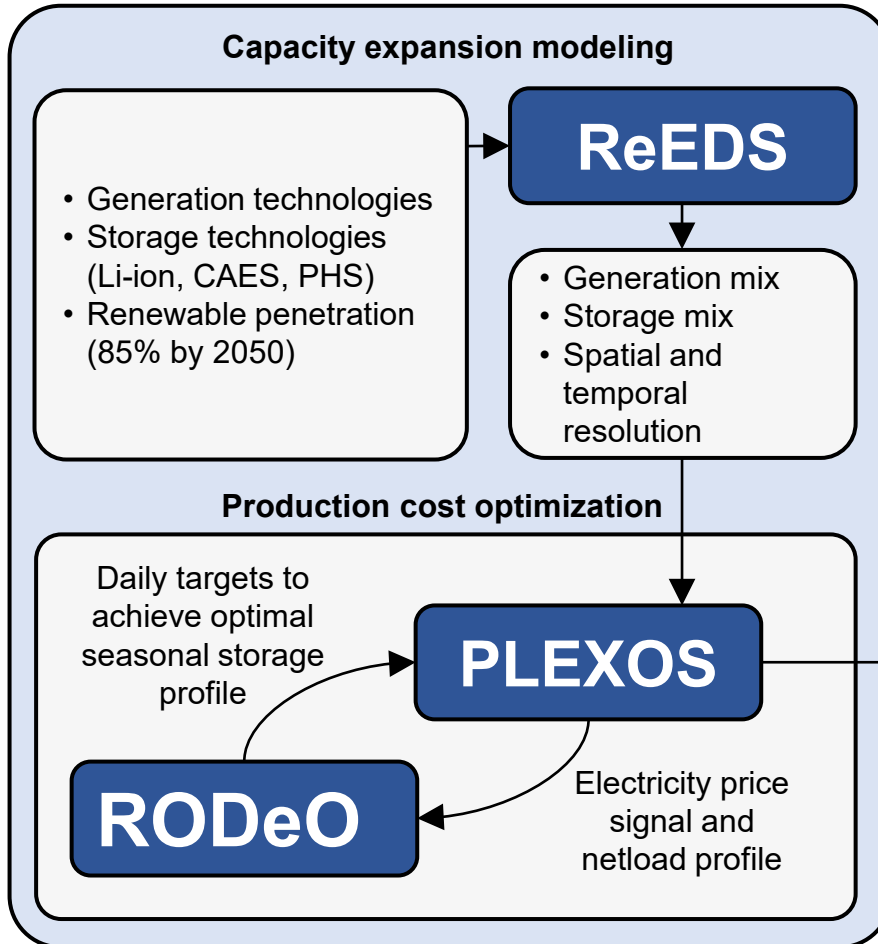 Capacity expansion modeling
• Generation technologies
• Storage technologies
(Li-ion, CAES, PHS)
• Renewable penetration
(85% by 2050)
ReEDS
• Generation mix
• Storage mix
• Spatial and
temporal
resolution
Production cost optimization
Daily targets to
achieve optimal
seasonal storage
profile
PLEXOS
RODeO
Electricity price
signal and
netload profile